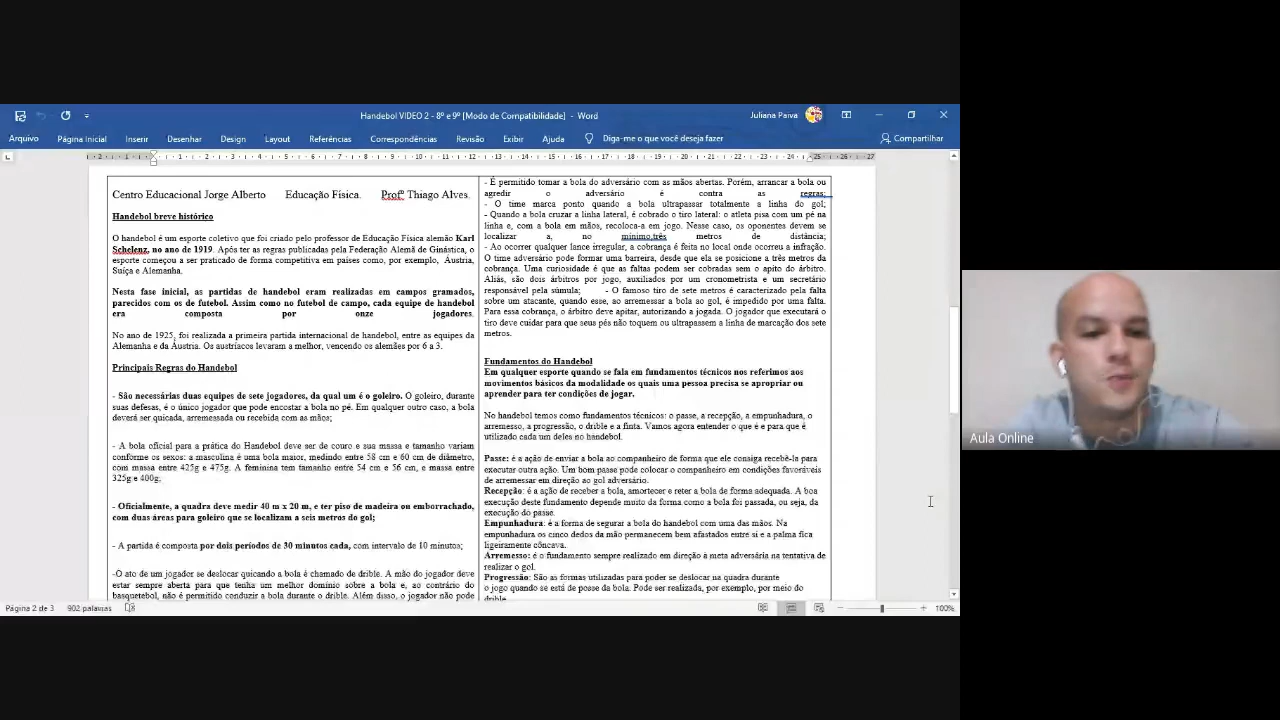 Handebol VIDEO 2 - 8º e 9º [Modo de Compatibilidade] - Word
Juliana Paiva
Arquivo Página Inicial Inserir Desenhar Design Layout Referências Correspondências Revisão Exibir Ajuda Diga-me o que você deseja fazer Compartilhar
Centro Educacional Jorge Alberto Educação Física. Profº Thiago Alves.
Handebol breve histórico
O handebol é um esporte coletivo que foi criado pelo professor de Educação Física alemão Karl
Schelenz, no ano de 1919. Após ter as regras publicadas pela Federação Alemã de Ginástica, o
esporte começou a ser praticado de forma competitiva em países como, por exemplo, Áustria,
Suíça e Alemanha.
Nesta fase inicial, as partidas de handebol eram realizadas em campos gramados,
parecidos com os de futebol. Assim como no futebol de campo, cada equipe de handebol
era composta por onze jogadores.
No ano de 1925, foi realizada a primeira partida internacional de handebol, entre as equipes da
Alemanha e da Áustria. Os austríacos levaram a melhor, vencendo os alemães por 6 a 3.
Principais Regras do Handebol
- São necessárias duas equipes de sete jogadores, da qual um é o goleiro. O goleiro, durante
suas defesas, é o único jogador que pode encostar a bola no pé. Em qualquer outro caso, a bola
deverá ser quicada, arremessada ou recebida com as mãos;
- A bola oficial para a prática do Handebol deve ser de couro e sua massa e tamanho variam
conforme os sexos: a masculina é uma bola maior, medindo entre 58 cm e 60 cm de diâmetro,
com massa entre 425g e 475g. A feminina tem tamanho entre 54 cm e 56 cm, e massa entre
325g e 400g;
- Oficialmente, a quadra deve medir 40 m x 20 m, e ter piso de madeira ou emborrachado,
com duas áreas para goleiro que se localizam a seis metros do gol;
- A partida é composta por dois períodos de 30 minutos cada, com intervalo de 10 minutos;
-O ato de um jogador se deslocar quicando a bola é chamado de drible. A mão do jogador deve
estar sempre aberta para que tenha um melhor domínio sobre a bola e, ao contrário do
basquetebol, não é permitido conduzir a bola durante o drible. Além disso, o jogador não pode
- É permitido tomar a bola do adversário com as mãos abertas. Porém, arrancar a bola ou
agredir o adversário é contra as regras;
- O time marca ponto quando a bola ultrapassar totalmente a linha do gol;
- Quando a bola cruzar a linha lateral, é cobrado o tiro lateral: o atleta pisa com um pé na
linha e, com a bola em mãos, recoloca-a em jogo. Nesse caso, os oponentes devem se
localizar a, no mínimo,três metros de distância;
- Ao ocorrer qualquer lance irregular, a cobrança é feita no local onde ocorreu a infração.
O time adversário pode formar uma barreira, desde que ela se posicione a três metros da
cobrança. Uma curiosidade é que as faltas podem ser cobradas sem o apito do árbitro.
Aliás, são dois árbitros por jogo, auxiliados por um cronometrista e um secretário
responsável pela súmula; - O famoso tiro de sete metros é caracterizado pela falta
sobre um atacante, quando esse, ao arremessar a bola ao gol, é impedido por uma falta.
Para essa cobrança, o árbitro deve apitar, autorizando a jogada. O jogador que executará o
tiro deve cuidar para que seus pés não toquem ou ultrapassem a linha de marcação dos sete
metros.
Fundamentos do Handebol
Em qualquer esporte quando se fala em fundamentos técnicos nos referimos aos
movimentos básicos da modalidade os quais uma pessoa precisa se apropriar ou
aprender para ter condições de jogar.
No handebol temos como fundamentos técnicos: o passe, a recepção, a empunhadura, o
arremesso, a progressão, o drible e a finta. Vamos agora entender o que é e para que é
utilizado cada um deles no handebol.
Passe: é a ação de enviar a bola ao companheiro de forma que ele consiga recebê-la para
executar outra ação. Um bom passe pode colocar o companheiro em condições favoráveis
de arremessar em direção ao gol adversário.
Recepção: é a ação de receber a bola, amortecer e reter a bola de forma adequada. A boa
execução deste fundamento depende muito da forma como a bola foi passada, ou seja, da
execução do passe.
Empunhadura: é a forma de segurar a bola do handebol com uma das mãos. Na
empunhadura os cinco dedos da mão permanecem bem afastados entre si e a palma fica
ligeiramente côncava.
Arremesso: é o fundamento sempre realizado em direção à meta adversária na tentativa de
realizar o gol.
Progressão: São as formas utilizadas para poder se deslocar na quadra durante
o jogo quando se está de posse da bola. Pode ser realizada, por exemplo, por meio do
drible
Página 2 de 3 902 palavras 100%
Aula Online